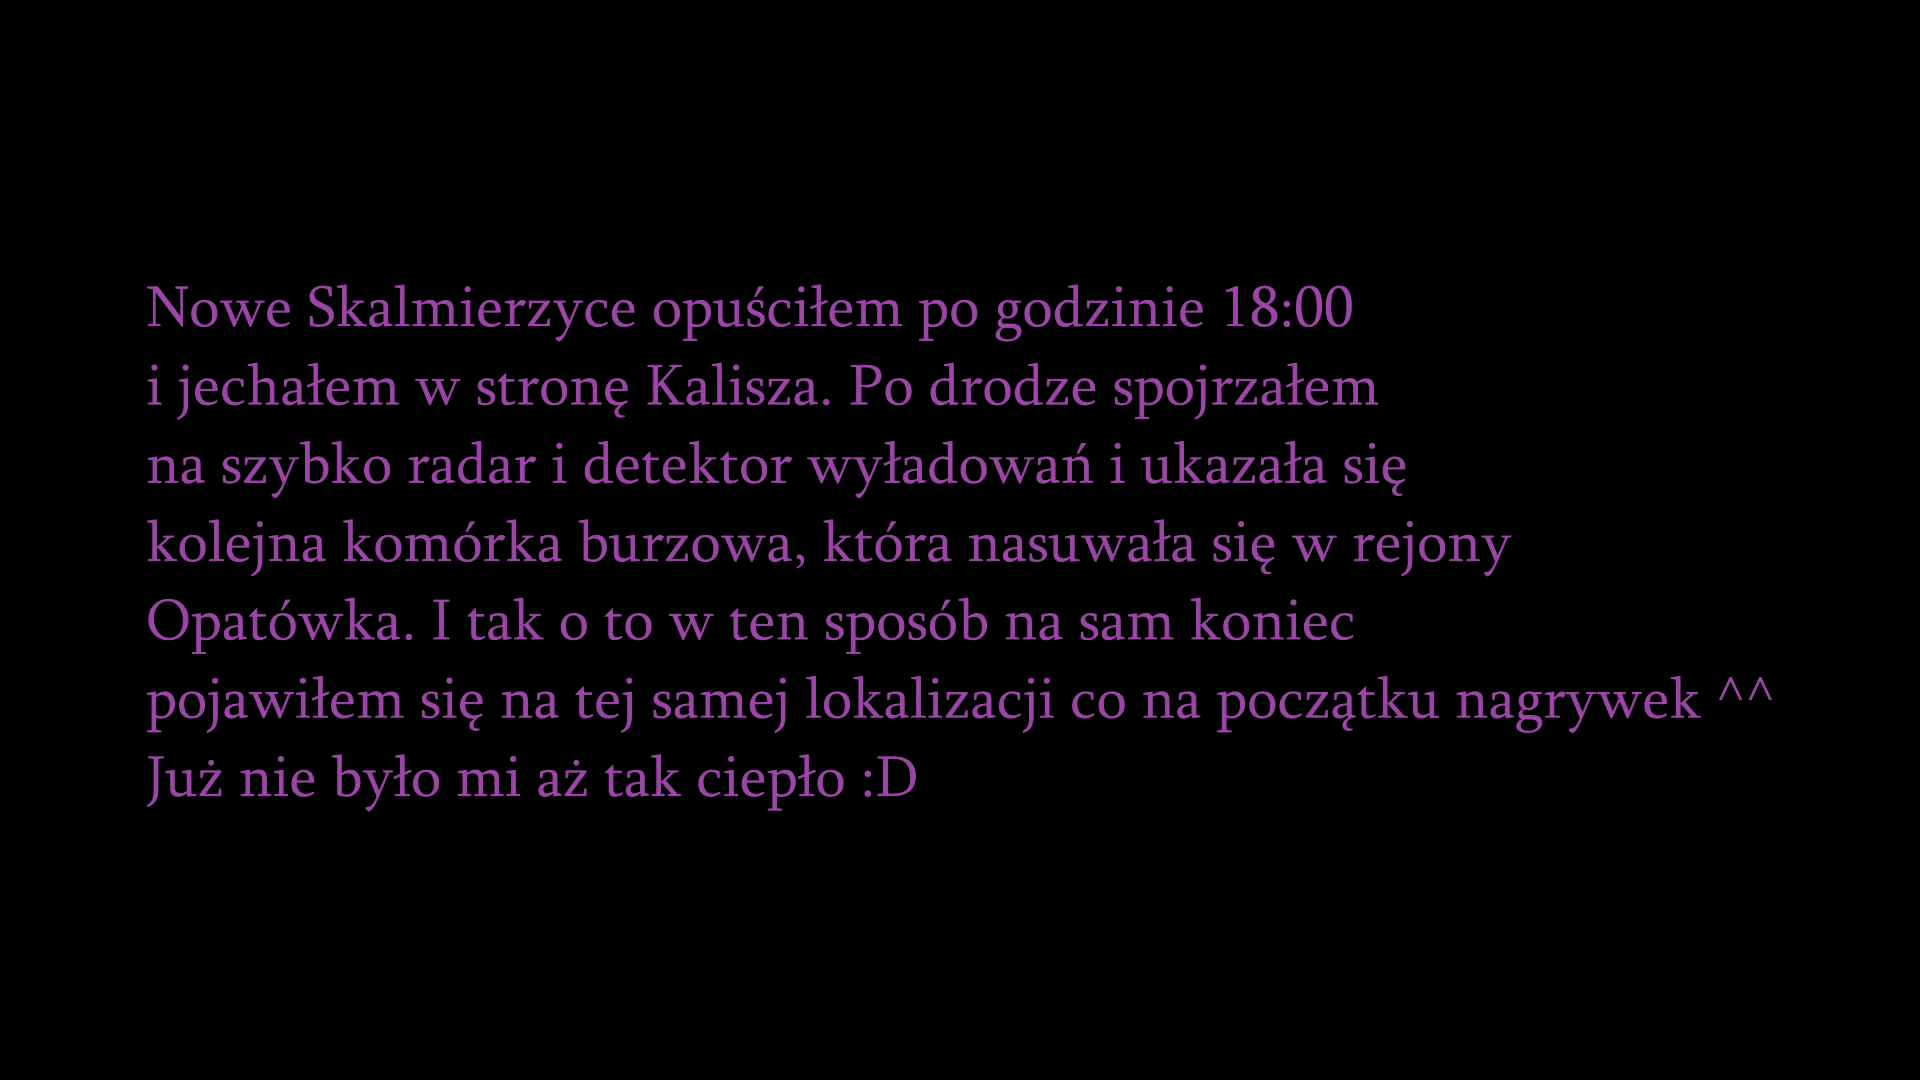 Nowe Skalmierzyce opuściłem po godzinie 18:00
i jechałem w stronę Kalisza. Po drodze spojrzałem
na szybko radar i detektor wyładowań i ukazała się
kolejna komórka burzowa, która nasuwała się w rejony
Opatówka. I tak o to w ten sposób na sam koniec
pojawiłem się na tej samej lokalizacji co na początku nagrywek ^^
Już nie było mi aż tak ciepło :D